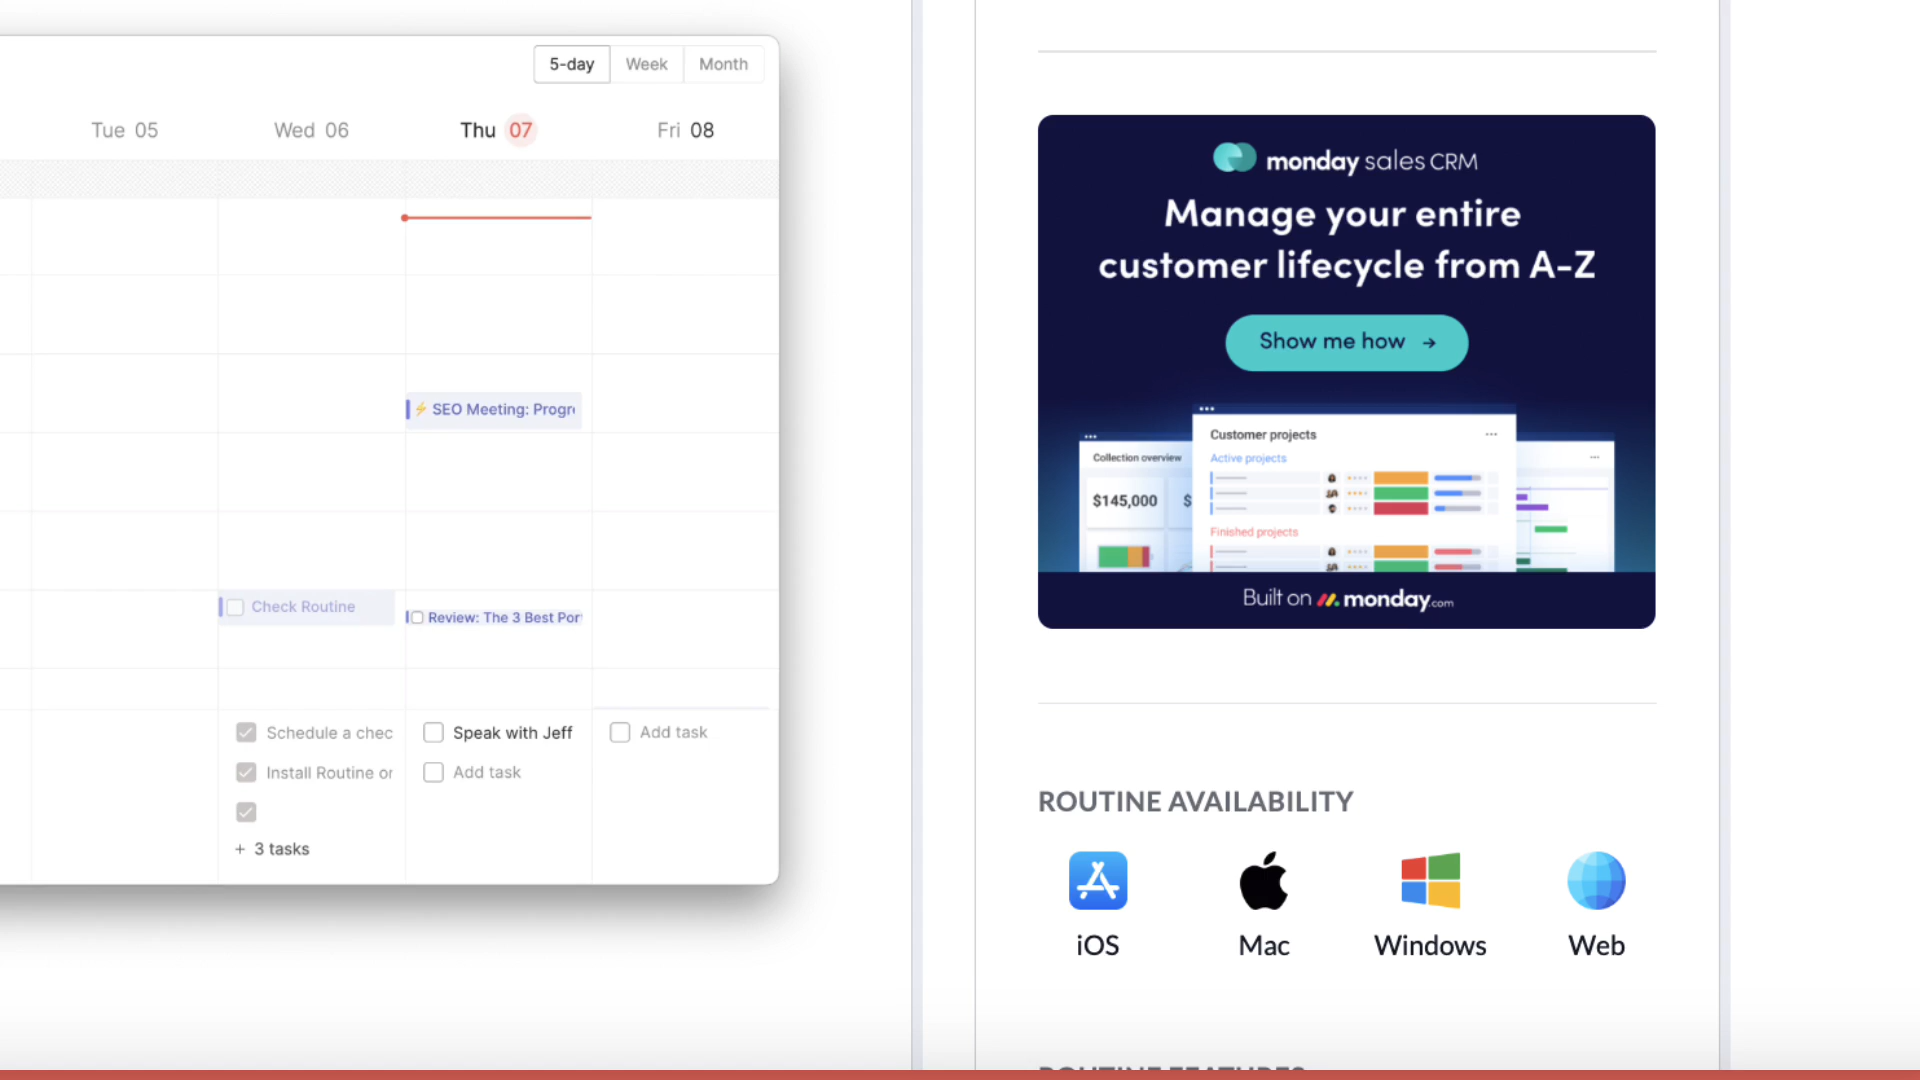 5-day Week Month
Tue 05 Wed 06 Thu 07 Fri 08
⚡ SEO Meeting: Progre
Check Routine
Review: The 3 Best Por
Schedule a chec
Install Routine or
+ 3 tasks
Speak with Jeff
Add task
Add task
monday sales CRM
Manage your entire
customer lifecycle from A-Z
Show me how →
Collection overview
$145,000 $
Customer projects
Active projects
Finished projects
Built on monday.com
ROUTINE AVAILABILITY
iOS Mac Windows Web
ROUTINE FEATURES